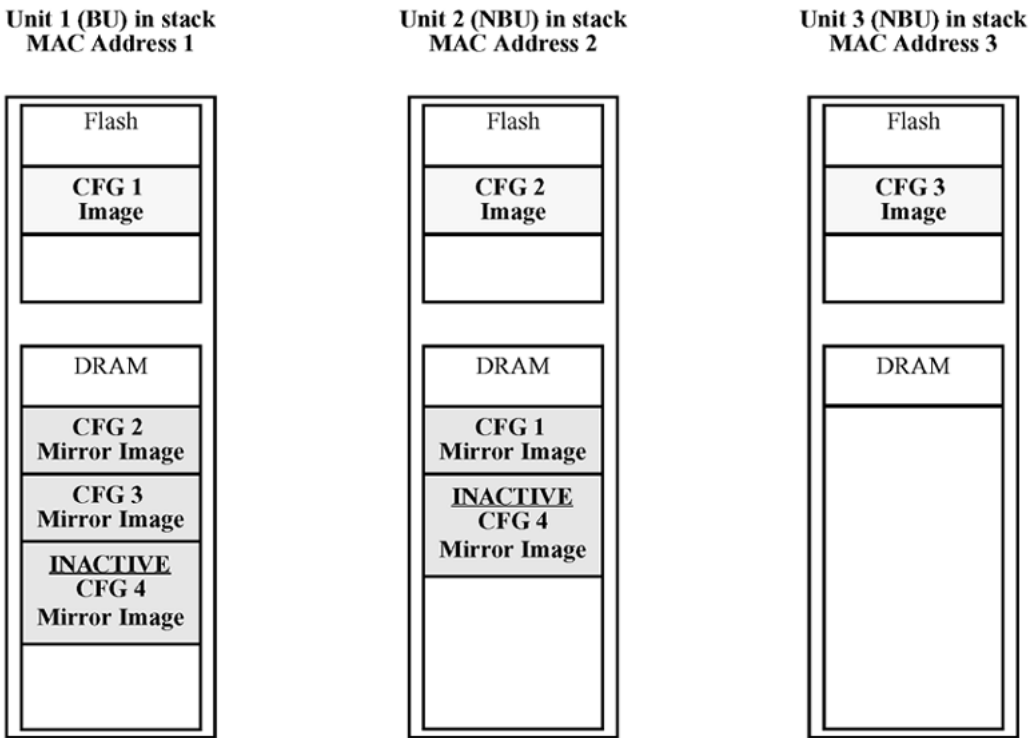 Unit 1 (BU) in stack
MAC Address 1
Flash
CFG 1
Image
DRAM
CFG 2
Mirror Image
CFG 3
Mirror Image
INACTIVE
CFG 4
Mirror Image
Unit 2 (NBU) in stack
MAC Address 2
Flash
CFG 2
Image
DRAM
CFG 1
Mirror Image
INACTIVE
CFG 4
Mirror Image
Unit 3 (NBU) in stack
MAC Address 3
Flash
CFG 3
Image
DRAM